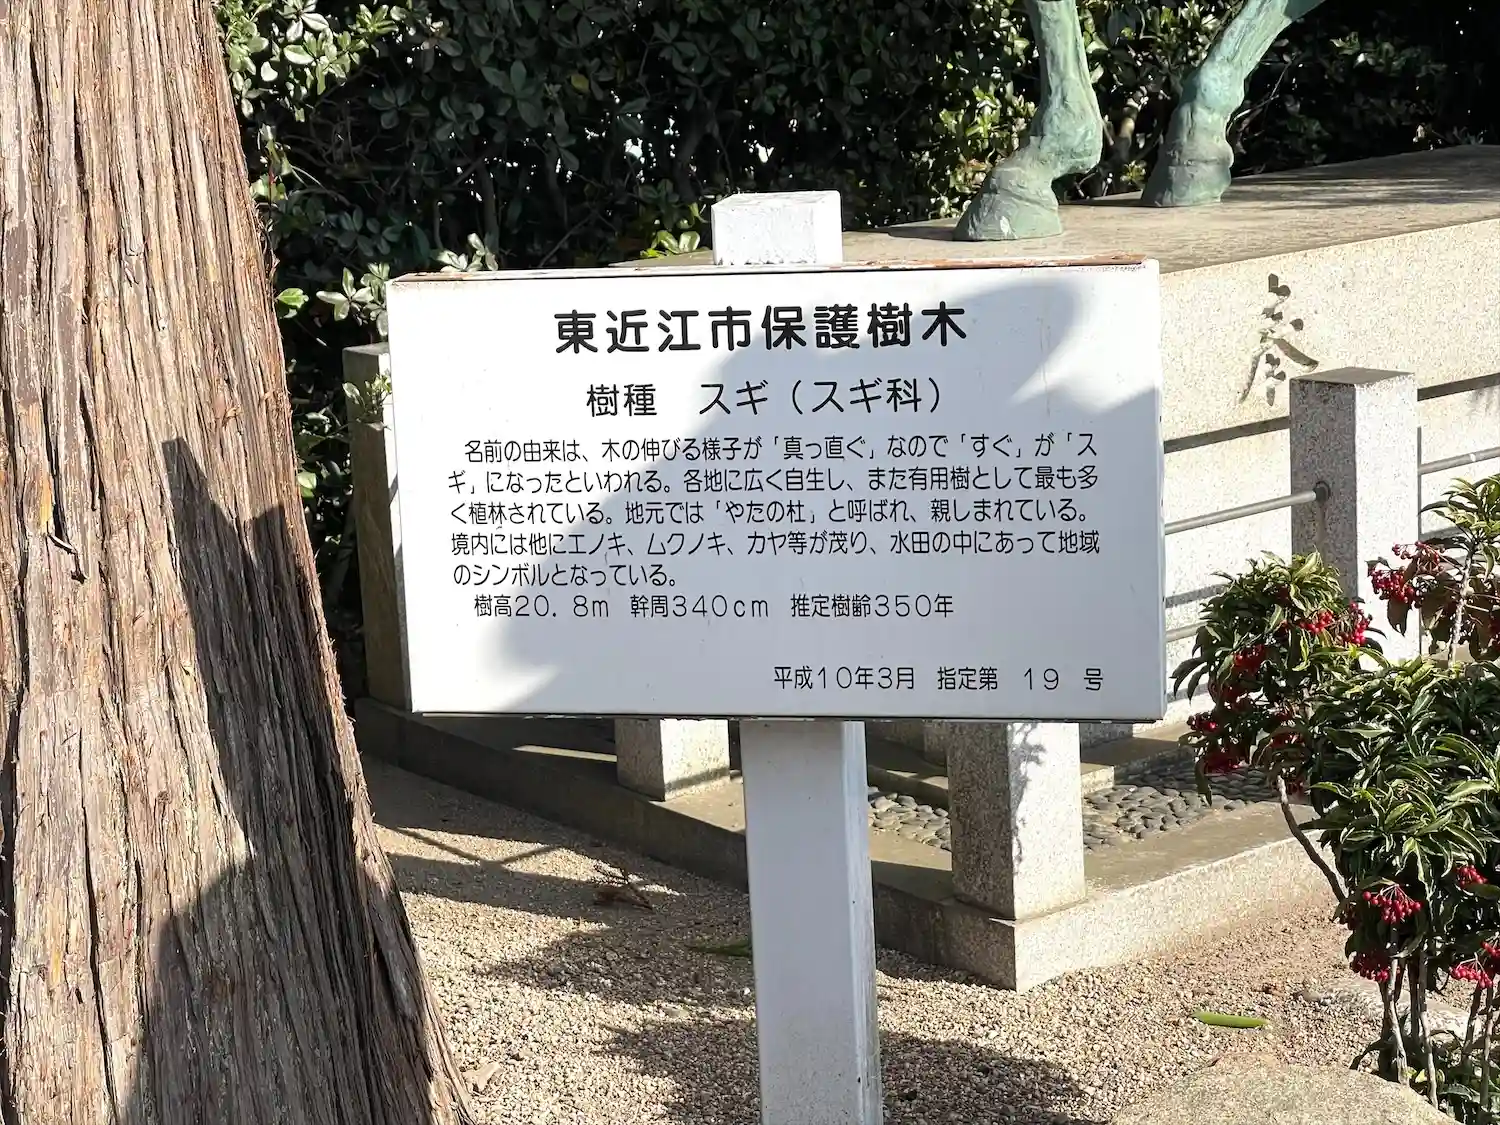 東近江市保護樹木
樹種　スギ（スギ科）
名前の由来は、木の伸びる様子が「真っ直ぐ」なので「すぐ」が「ス
ギ」になったといわれる。各地に広く自生し、また有用樹として最も多
く植林されている。地元では「やたの杜」と呼ばれ、親しまれている。
境内には他にエノキ、ムクノキ、カヤ等が茂り、水田の中にあって地域
のシンボルとなっている。
樹高２０．８ｍ　幹周３４０ｃｍ　推定樹齢３５０年
平成１０年３月　指定第　１９　号
奉